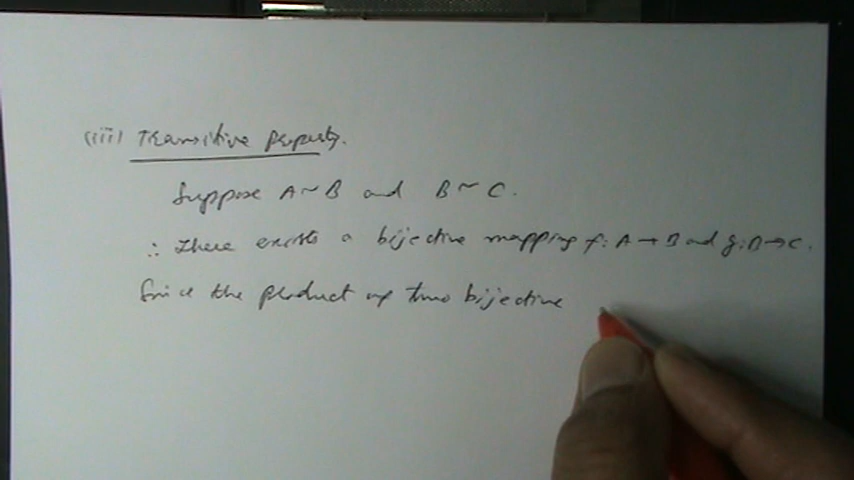 (iii) Transitive Property.
Suppose A ~ B and B ~ C.
∴ There exists a bijective mapping f: A → B and g: B → C.
Since the product of two bijective